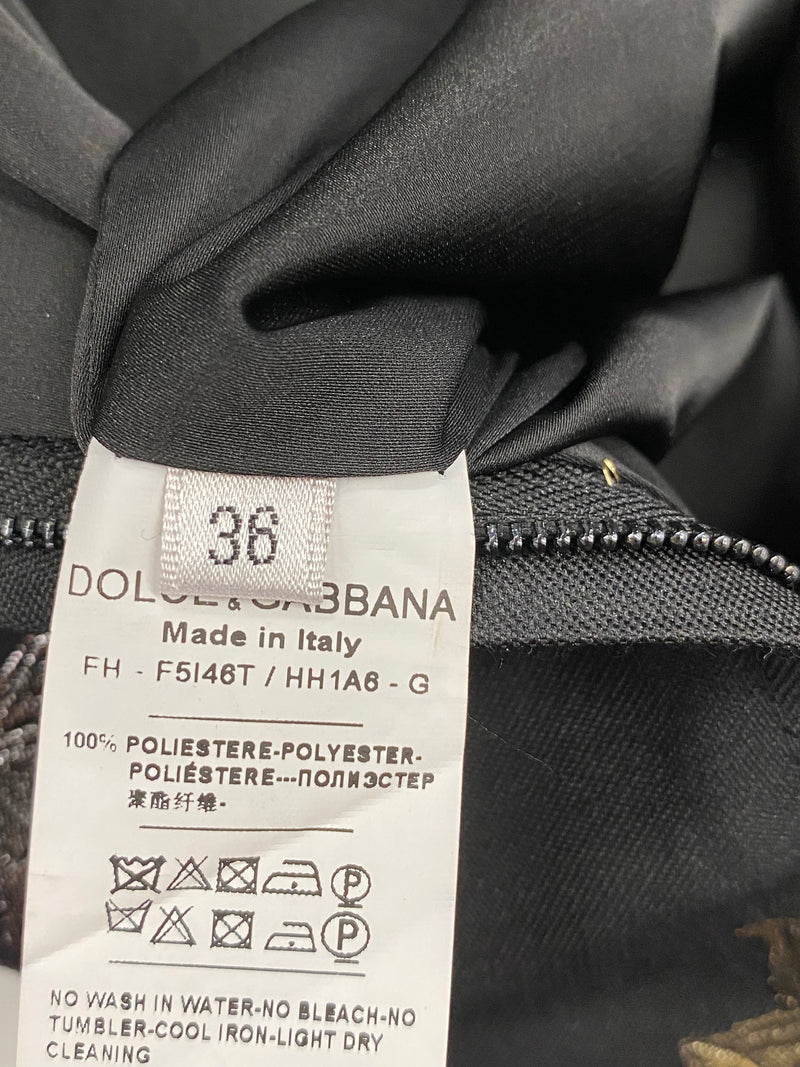 36
DOLCE & GABBANA
Made in Italy
FH - F5I46T / HH1A6 - G
100% POLIESTERE-POLYESTER-
POLIÉSTERE---ПОЛИЭСТЕР
聚酯纤维-
P
P
NO WASH IN WATER-NO BLEACH-NO
TUMBLER-COOL IRON-LIGHT DRY
CLEANING